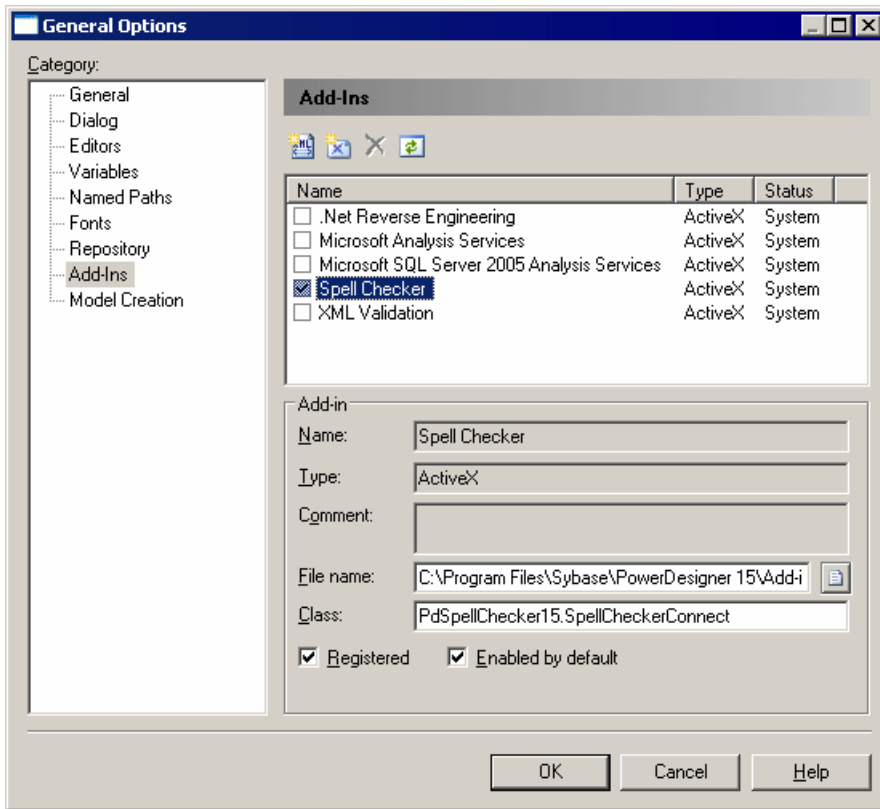 General Options
Category:
General
Dialog
Editors
Variables
Named Paths
Fonts
Repository
Add-Ins
Model Creation
Add-Ins
Name Type Status
.Net Reverse Engineering ActiveX System
Microsoft Analysis Services ActiveX System
Microsoft SQL Server 2005 Analysis Services ActiveX System
Spell Checker ActiveX System
XML Validation ActiveX System
Add-in
Name: Spell Checker
Type: ActiveX
Comment:
File name: C:\Program Files\Sybase\PowerDesigner 15\Add-i
Class: PdSpellChecker15.SpellCheckerConnect
Registered Enabled by default
OK Cancel Help